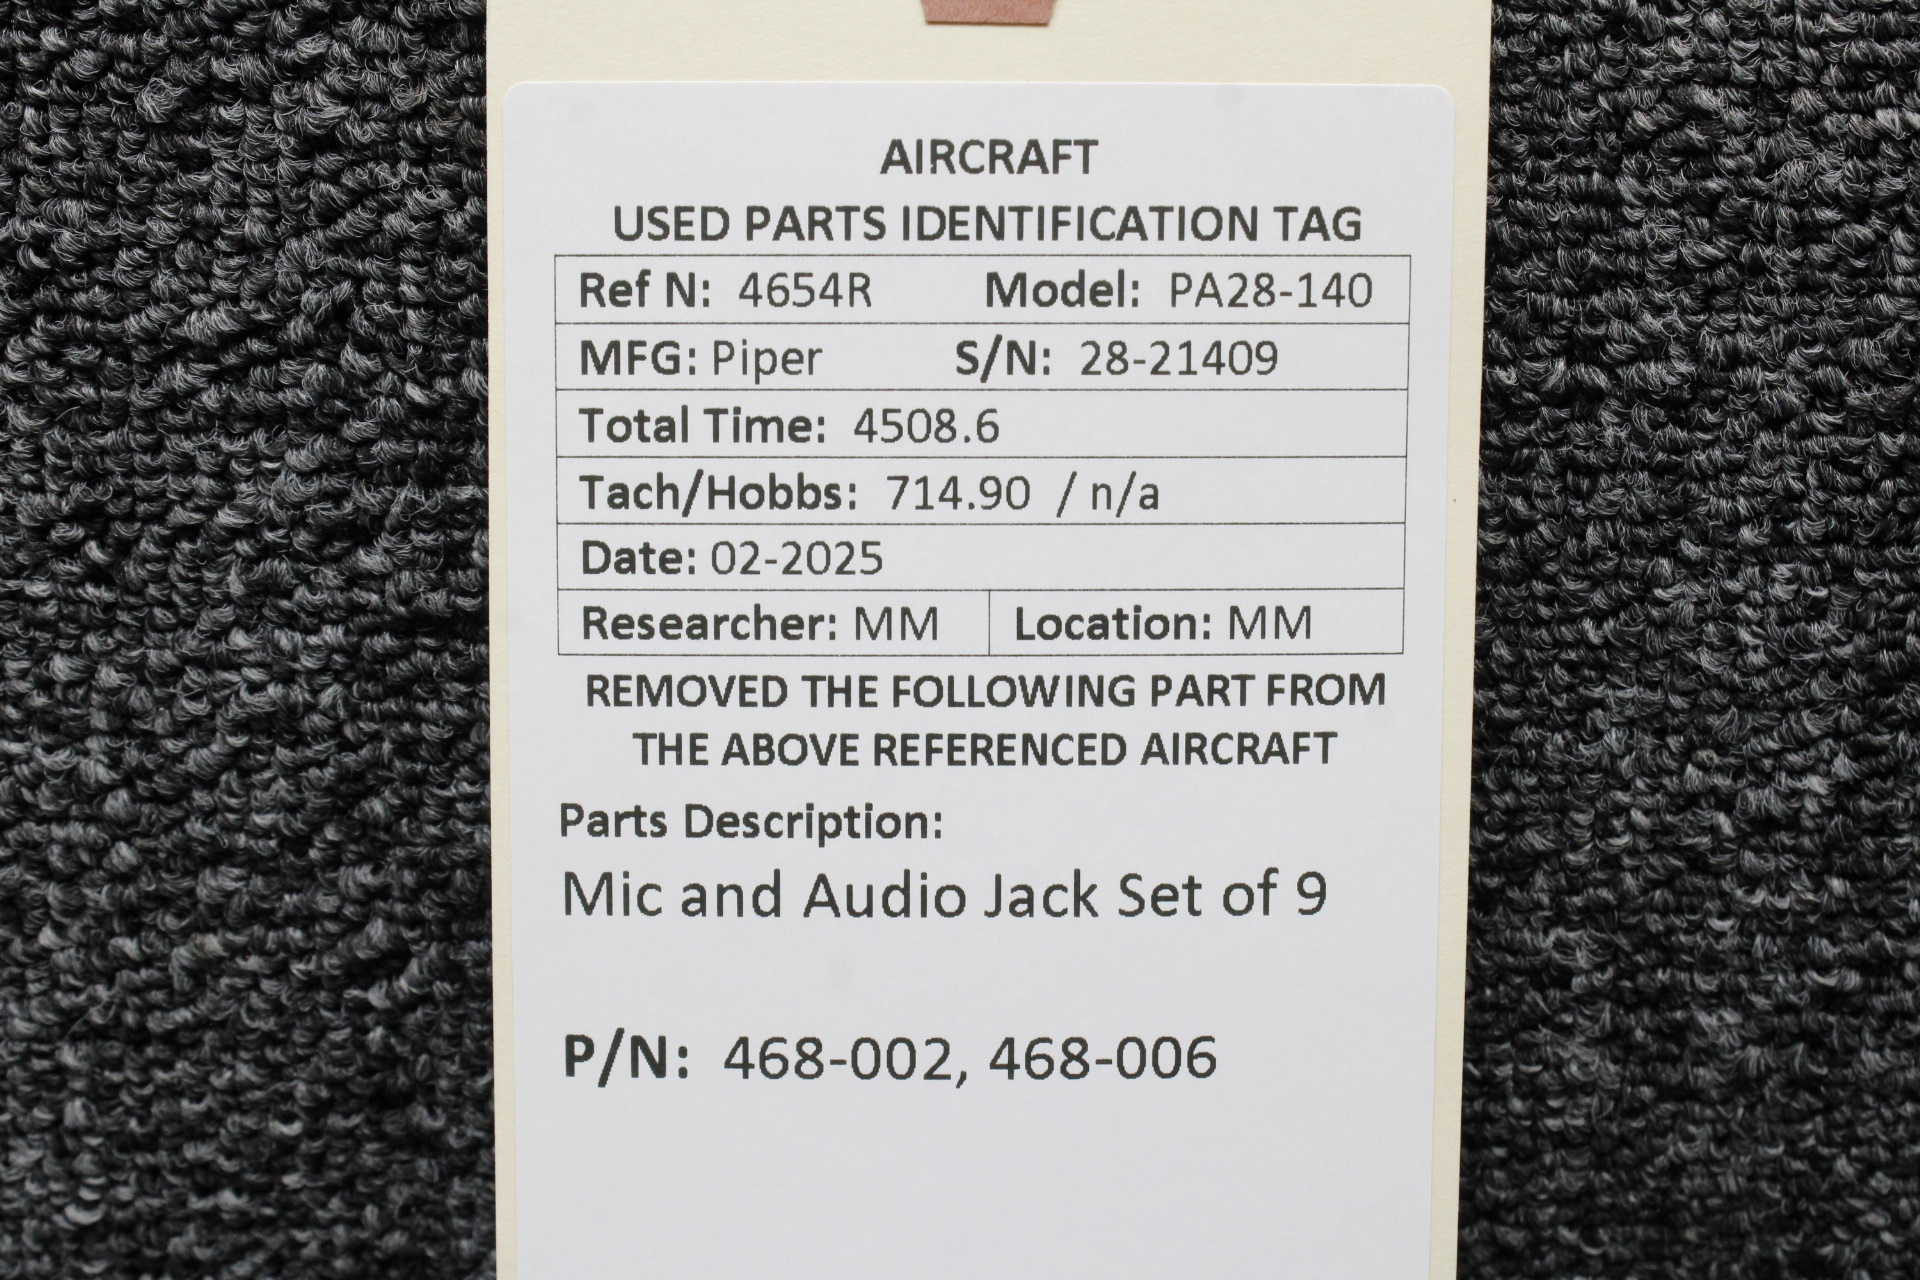 AIRCRAFT
USED PARTS IDENTIFICATION TAG
Ref N: 4654R Model: PA28-140
MFG: Piper S/N: 28-21409
Total Time: 4508.6
Tach/Hobbs: 714.90 / n/a
Date: 02-2025
Researcher: MM Location: MM
REMOVED THE FOLLOWING PART FROM
THE ABOVE REFERENCED AIRCRAFT
Parts Description:
Mic and Audio Jack Set of 9
P/N: 468-002, 468-006